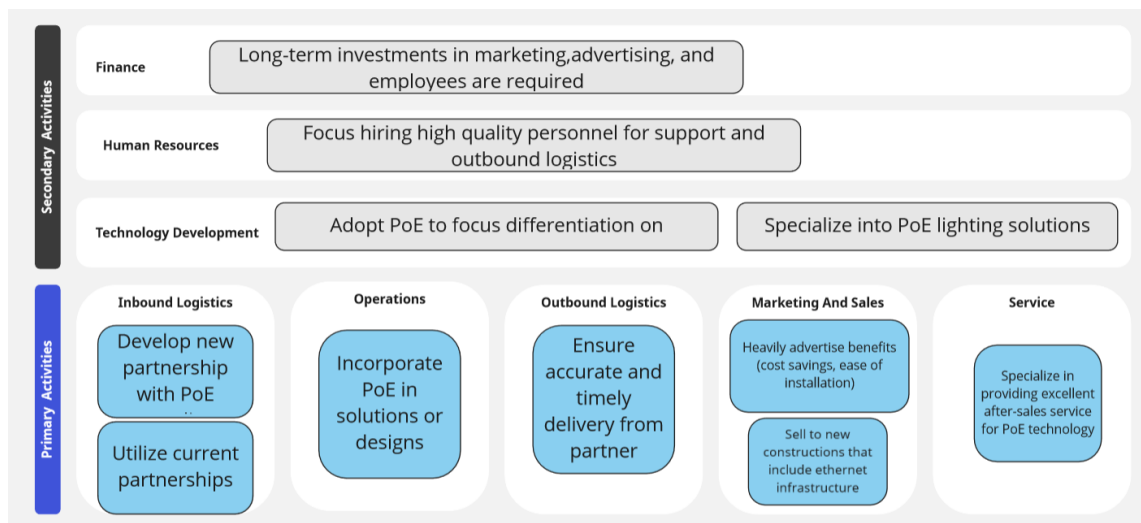 Secondary Activities
Finance
Long-term investments in marketing,advertising, and
employees are required
Human Resources
Focus hiring high quality personnel for support and
outbound logistics
Technology Development
Adopt PoE to focus differentiation on
Specialize into PoE lighting solutions
Primary Activities
Inbound Logistics
Develop new
partnership
with PoE
Utilize current
partnerships
Operations
Incorporate
PoE in
solutions or
designs
Outbound Logistics
Ensure
accurate and
timely
delivery from
partner
Marketing And Sales
Heavily advertise benefits
(cost savings, ease of
installation)
Sell to new
constructions that
include ethernet
infrastructure
Service
Specialize in
providing excellent
after-sales service
for PoE technology